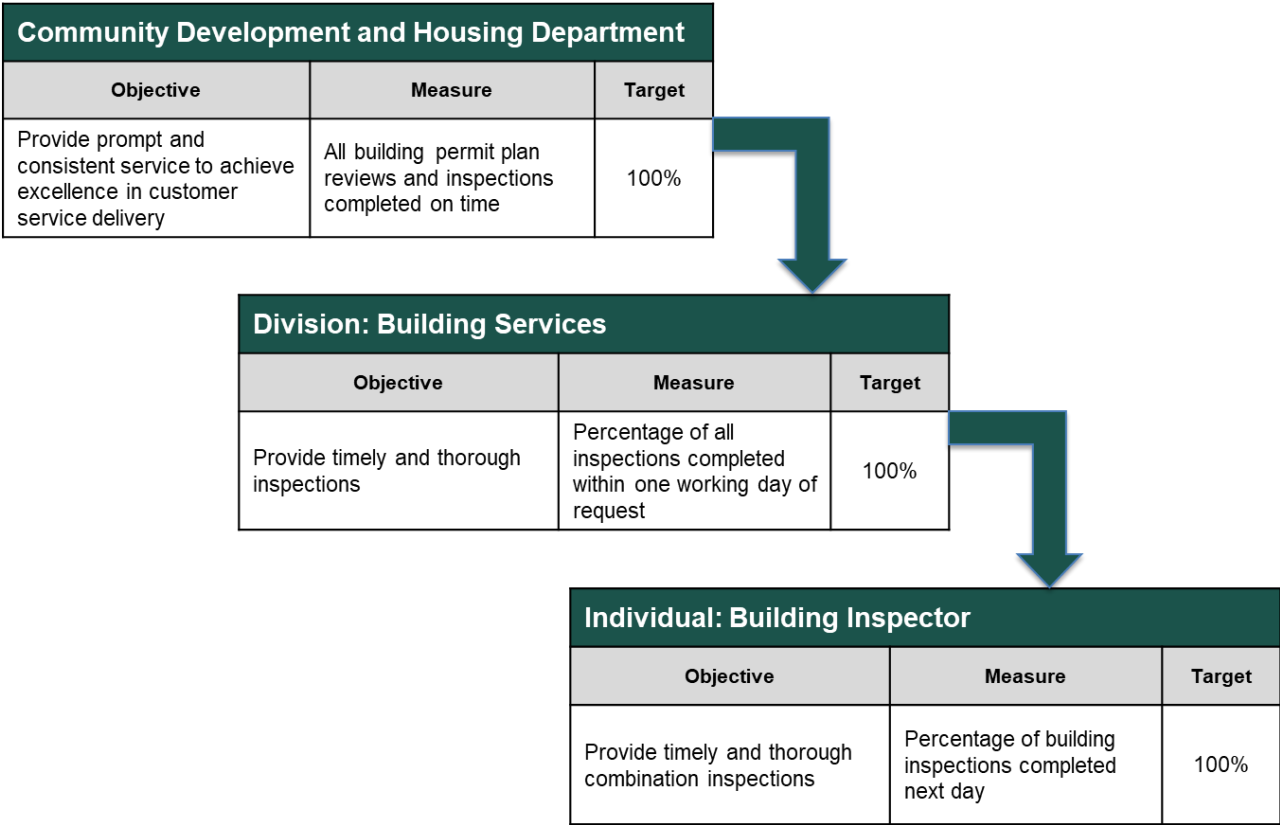 Community Development and Housing Department
Objective
Measure
Target
Provide prompt and
consistent service to achieve
excellence in customer
service delivery
All building permit plan
reviews and inspections
completed on time
100%
Division: Building Services
Objective
Measure
Target
Provide timely and thorough
inspections
Percentage of all
inspections completed
within one working day of
request
100%
Individual: Building Inspector
Objective
Measure
Target
Provide timely and thorough
combination inspections
Percentage of building
inspections completed
next day
100%